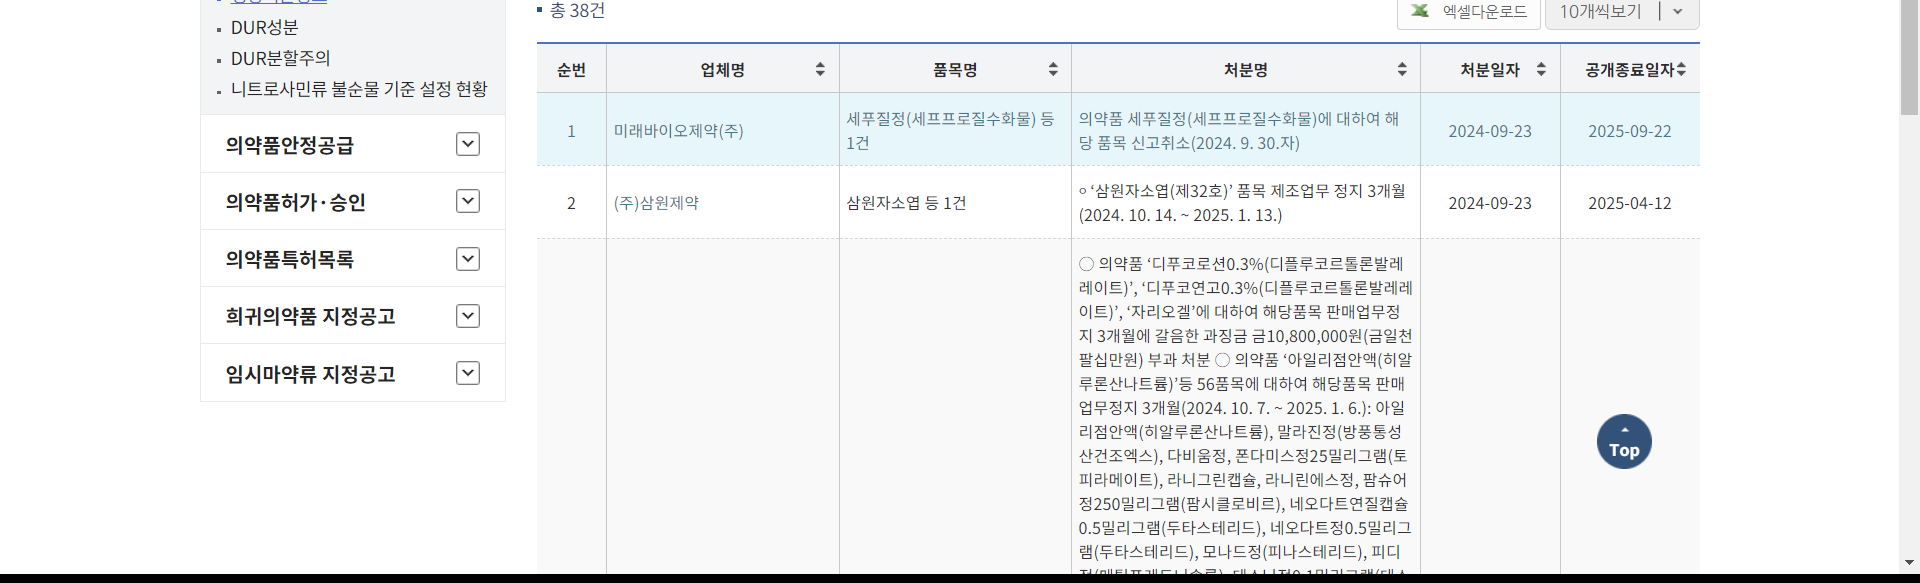 DUR성분
DUR분할주의
니트로사민류 불순물 기준 설정 현황
의약품안정공급
의약품허가·승인
의약품특허목록
희귀의약품 지정공고
임시마약류 지정공고
총 38건
엑셀다운로드
10개씩보기
순번 업체명 품목명 처분명 처분일자 공개종료일자
1 미래바이오제약(주) 세푸질정(세프프로질수화물) 등 1건
의약품 세푸질정(세프프로질수화물)에 대하여 해
당 품목 신고취소(2024. 9. 30.자)
2024-09-23 2025-09-22
2 (주)삼원제약 삼원자소엽 등 1건
ㅇ ‘삼원자소엽(제32호)’ 품목 제조업무 정지 3개월
(2024. 10. 14. ~ 2025. 1. 13.)
2024-09-23 2025-04-12
○ 의약품 ‘디푸코로션0.3%(디플루코르톨론발레
레이트)’, ‘디푸코연고0.3%(디플루코르톨론발레레
이트)’, ‘자리오겔’에 대하여 해당품목 판매업무정
지 3개월에 갈음한 과징금 금10,800,000원(금일천
팔십만원) 부과 처분 ○ 의약품 ‘아일리점안액(히알
루론산나트륨)’등 56품목에 대하여 해당품목 판매
업무정지 3개월(2024. 10. 7. ~ 2025. 1. 6.): 아일
리점안액(히알루론산나트륨), 말라진정(방풍통성
산건조엑스), 다비움정, 폰다미스정25밀리그램(토
피라메이트), 라니그린캡슐, 라니린에스정, 팜슈어
정250밀리그램(팜시클로비르), 네오다트연질캡슐
0.5밀리그램(두타스테리드), 네오다트정0.5밀리그
램(두타스테리드), 모나드정(피나스테리드), 피디
Top